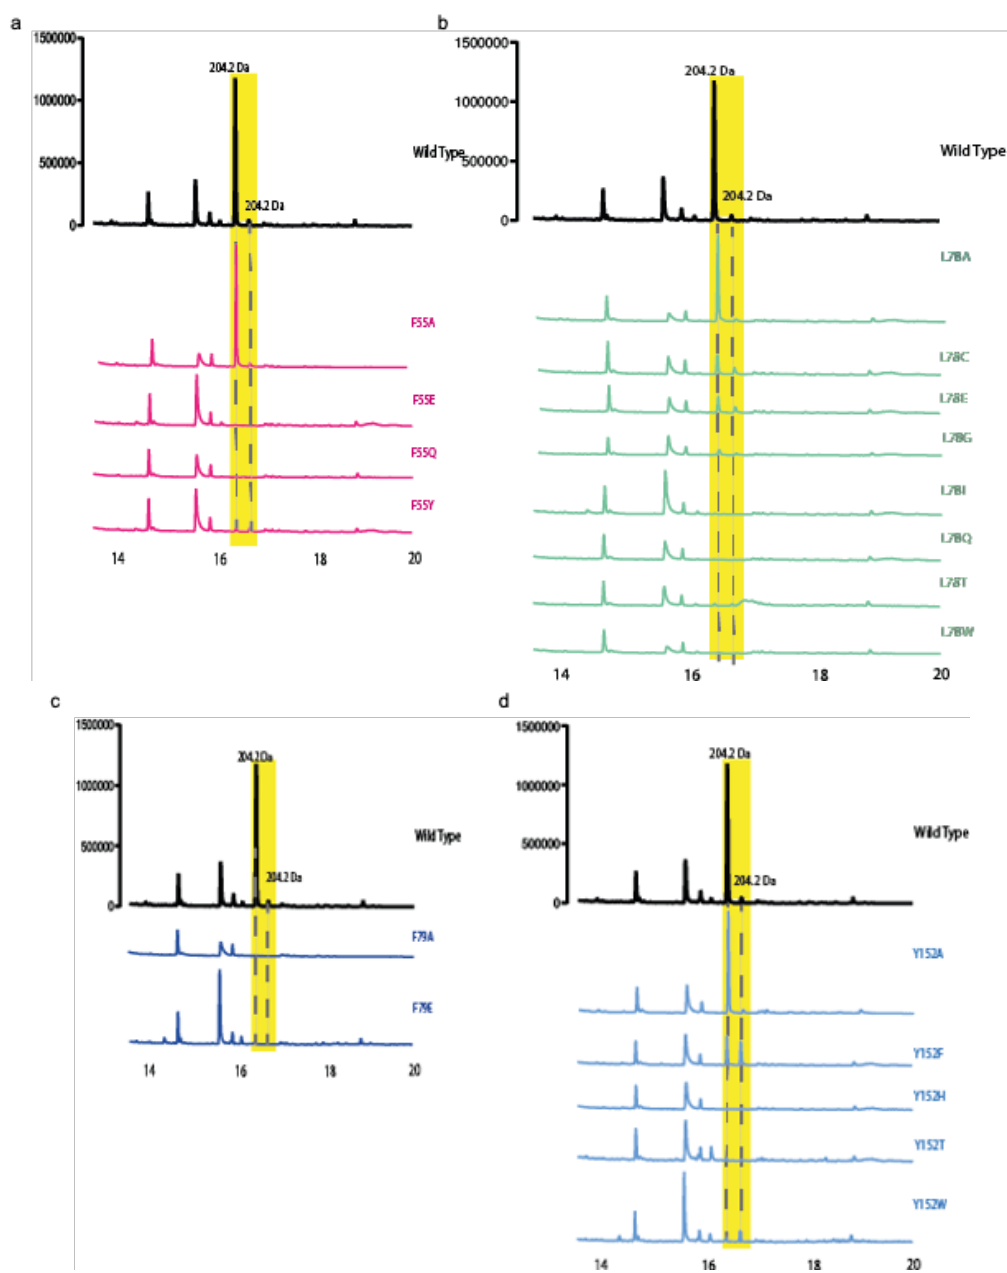 a
1500000
204.2 Da
1000000
500000
Wild Type
204.2 Da
0
F55A
F55E
F55Q
F55Y
14 16 18 20
b
1500000
204.2 Da
1000000
500000
Wild Type
204.2 Da
0
L78A
L78C
L78E
L78G
L78I
L78Q
L78T
L78W
14 16 18 20
c
1500000
204.2 Da
1000000
500000
Wild Type
204.2 Da
0
F79A
F79E
14 16 18 20
d
1500000
204.2 Da
1000000
500000
Wild Type
204.2 Da
0
Y152A
Y152F
Y152H
Y152T
Y152W
14 16 18 20